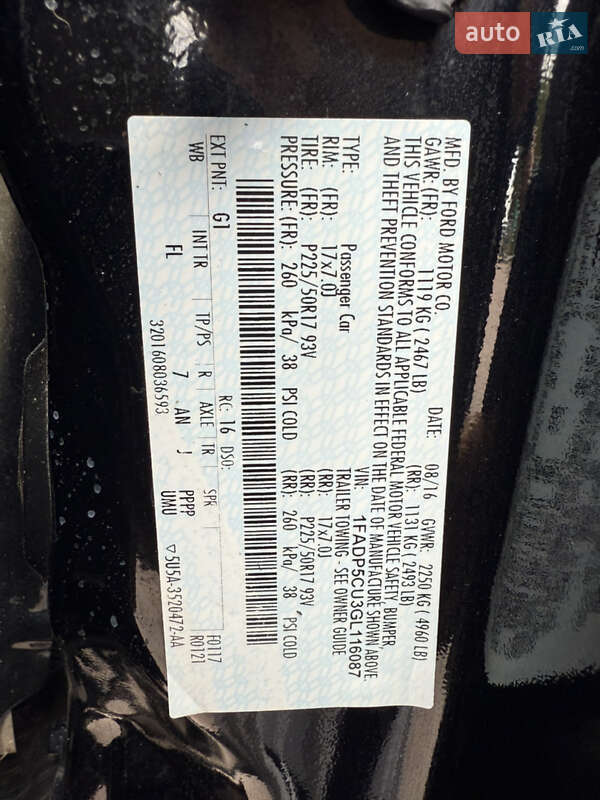 auto RIA.com
MFD. BY FORD MOTOR CO. DATE: 08/16 GVWR: 2250 KG ( 4960 LB)
GAWR: (FR): 1119 KG ( 2467 LB) (RR): 1131 KG ( 2493 LB)
THIS VEHICLE CONFORMS TO ALL APPLICABLE FEDERAL MOTOR VEHICLE SAFETY, BUMPER,
AND THEFT PREVENTION STANDARDS IN EFFECT ON THE DATE OF MANUFACTURE SHOWN ABOVE.
VIN: 1FADP5CU3GL116087
TYPE: Passenger Car TRAILER TOWING - SEE OWNER GUIDE
RIM: (FR): 17x7.0J (RR): 17x7.0J
TIRE: (FR): P225/50R17 93V (RR): P225/50R17 93V
PRESSURE: (FR): 260 kPa/ 38 PSI COLD (RR): 260 kPa/ 38 PSI COLD
EXT PNT: G1 RC: 16 DSO: F0117
WB INT TR TP/PS R AXLE TR SPR R0121
FL 7 AN J PPPP UMU
3201608036593 ▽5U5A-3520472-AA